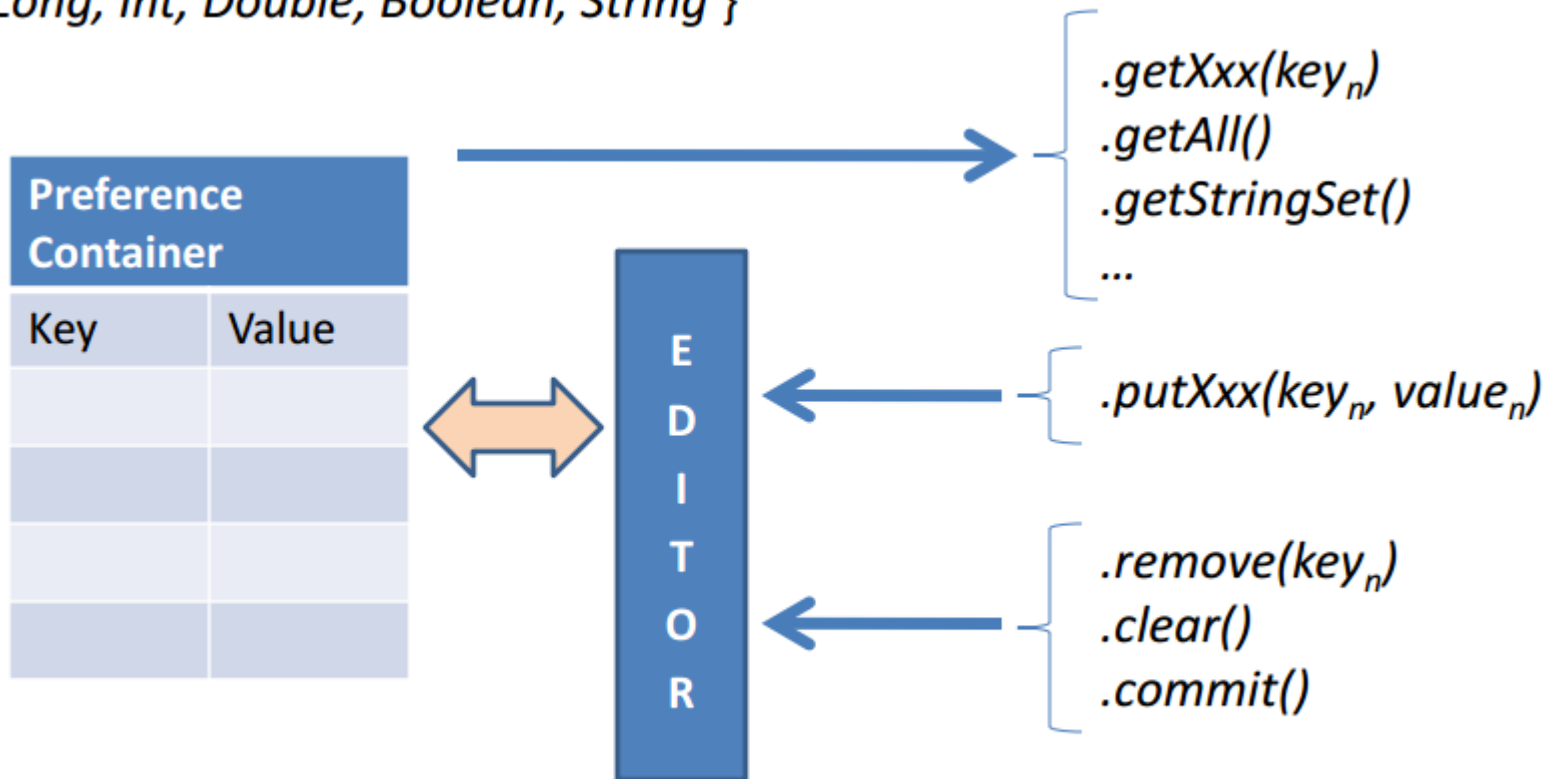 Long, Int, Double, Boolean, String }
.getXxx(keyn)
.getAll()
.getStringSet()
...
Preference
Container
Key Value
E
D
I
T
O
R
.putXxx(keyn, valuen)
.remove(keyn)
.clear()
.commit()